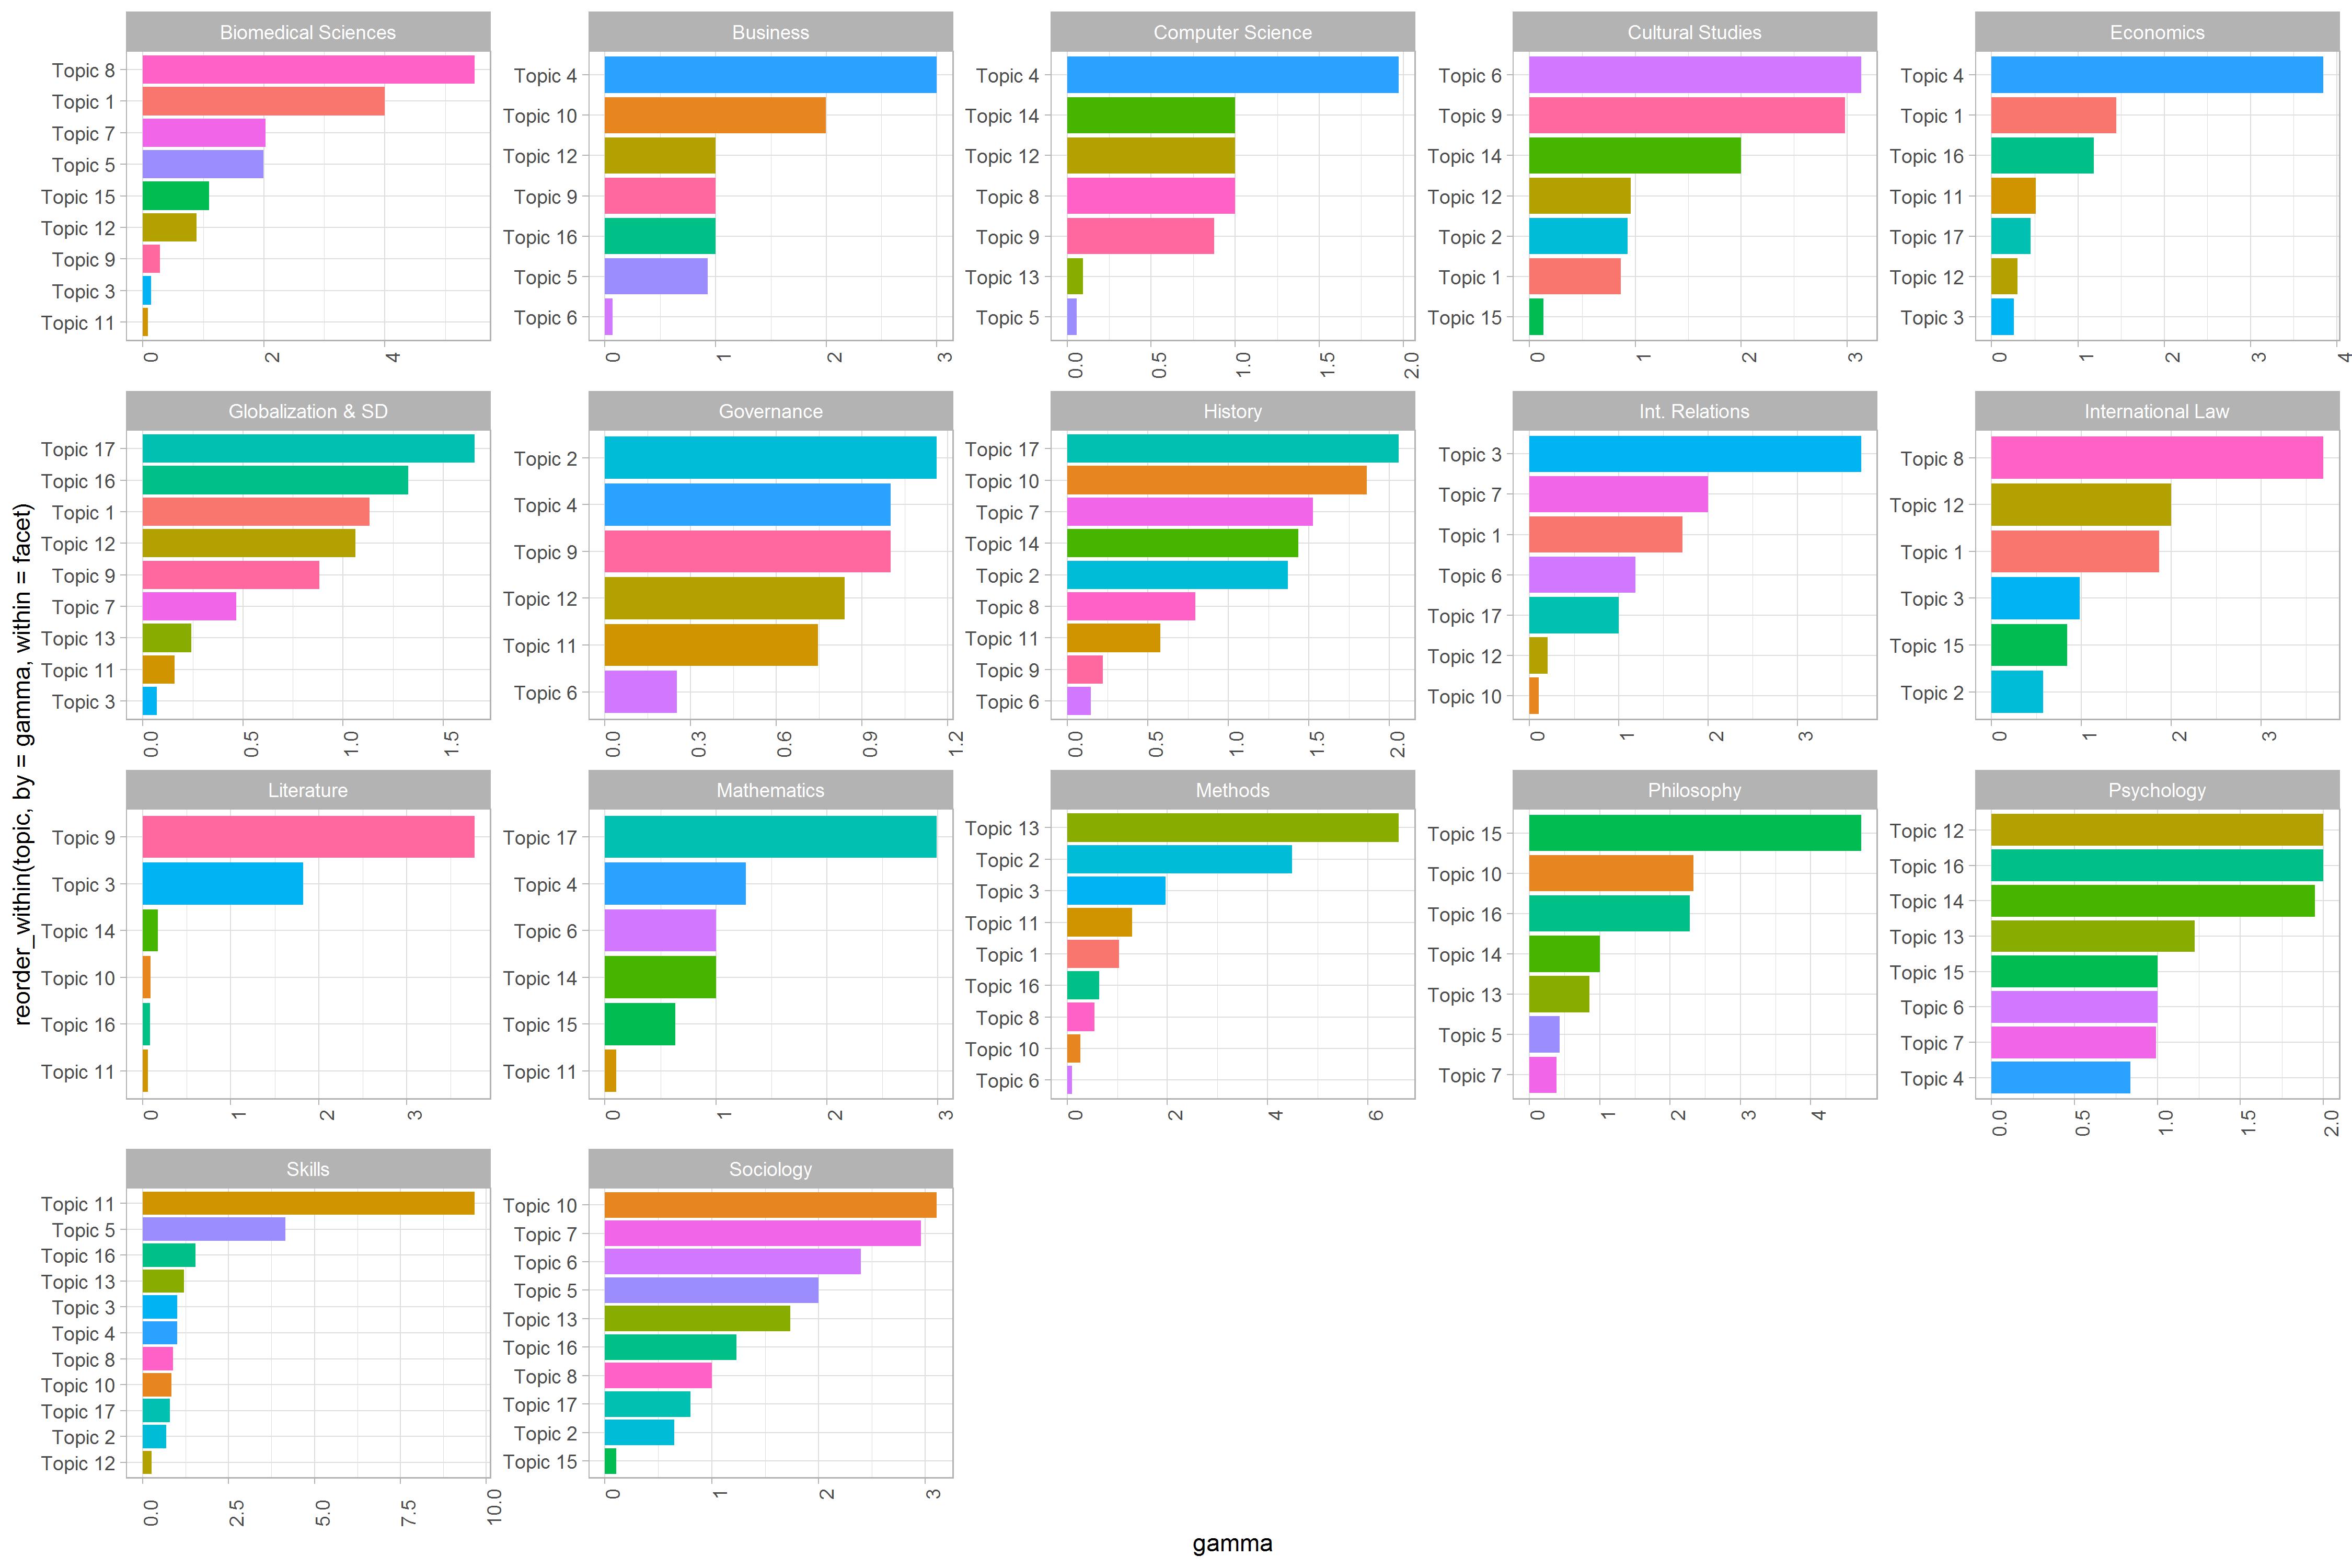 reorder_within(topic, by = gamma, within = facet)
Biomedical Sciences
Topic 8
Topic 1
Topic 7
Topic 5
Topic 15
Topic 12
Topic 9
Topic 3
Topic 11
0 2 4
Business
Topic 4
Topic 10
Topic 12
Topic 9
Topic 16
Topic 5
Topic 6
0 1 2 3
Computer Science
Topic 4
Topic 14
Topic 12
Topic 8
Topic 9
Topic 13
Topic 5
0.0 0.5 1.0 1.5 2.0
Cultural Studies
Topic 6
Topic 9
Topic 14
Topic 12
Topic 2
Topic 1
Topic 15
0 1 2 3
Economics
Topic 4
Topic 1
Topic 16
Topic 11
Topic 17
Topic 12
Topic 3
0 1 2 3 4
Globalization & SD
Topic 17
Topic 16
Topic 1
Topic 12
Topic 9
Topic 7
Topic 13
Topic 11
Topic 3
0.0 0.5 1.0 1.5
Governance
Topic 2
Topic 4
Topic 9
Topic 12
Topic 11
Topic 6
0.0 0.3 0.6 0.9 1.2
History
Topic 17
Topic 10
Topic 7
Topic 14
Topic 2
Topic 8
Topic 11
Topic 9
Topic 6
0.0 0.5 1.0 1.5 2.0
Int. Relations
Topic 3
Topic 7
Topic 1
Topic 6
Topic 17
Topic 12
Topic 10
0 1 2 3
International Law
Topic 8
Topic 12
Topic 1
Topic 3
Topic 15
Topic 2
0 1 2 3
Literature
Topic 9
Topic 3
Topic 14
Topic 10
Topic 16
Topic 11
0 1 2 3
Mathematics
Topic 17
Topic 4
Topic 6
Topic 14
Topic 15
Topic 11
0 1 2 3
Methods
Topic 13
Topic 2
Topic 3
Topic 11
Topic 1
Topic 16
Topic 8
Topic 10
Topic 6
0 2 4 6
Philosophy
Topic 15
Topic 10
Topic 16
Topic 14
Topic 13
Topic 5
Topic 7
0 1 2 3 4
Psychology
Topic 12
Topic 16
Topic 14
Topic 13
Topic 15
Topic 6
Topic 7
Topic 4
0.0 0.5 1.0 1.5 2.0
Skills
Topic 11
Topic 5
Topic 16
Topic 13
Topic 3
Topic 4
Topic 8
Topic 10
Topic 17
Topic 2
Topic 12
0.0 2.5 5.0 7.5 10.0
Sociology
Topic 10
Topic 7
Topic 6
Topic 5
Topic 13
Topic 16
Topic 8
Topic 17
Topic 2
Topic 15
0 1 2 3
gamma